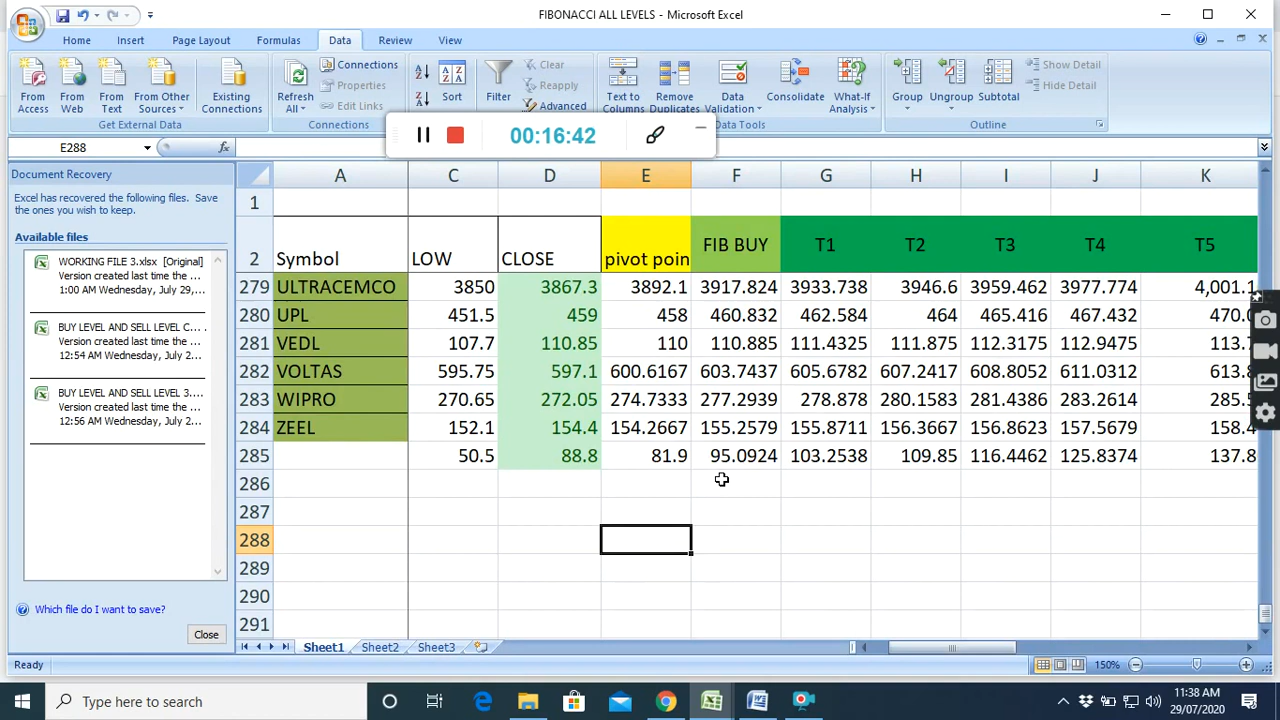 FIBONACCI ALL LEVELS - Microsoft Excel
Home Insert Page Layout Formulas Data Review View
From Access
From Web
From Text
From Other Sources
Existing Connections
Get External Data
Refresh All
Connections
Properties
Edit Links
Connections
Sort
Filter
Clear
Reapply
Advanced
Text to Columns
Remove Duplicates
Data Validation
Consolidate
What-If Analysis
Data Tools
Group
Ungroup
Subtotal
Show Detail
Hide Detail
Outline
00:16:42
E288
fx
Document Recovery
Excel has recovered the following files. Save
the ones you wish to keep.
Available files
WORKING FILE 3.xlsx [Original]
Version created last time the ...
1:00 AM Wednesday, July 29,...
BUY LEVEL AND SELL LEVEL C...
Version created last time the ...
12:54 AM Wednesday, July 2...
BUY LEVEL AND SELL LEVEL 3....
Version created last time the ...
12:56 AM Wednesday, July 2...
Which file do I want to save?
Close
A C D E F G H I J K
1
2 Symbol LOW CLOSE pivot poin FIB BUY T1 T2 T3 T4 T5
279 ULTRACEMCO 3850 3867.3 3892.1 3917.824 3933.738 3946.6 3959.462 3977.774 4,001.1
280 UPL 451.5 459 458 460.832 462.584 464 465.416 467.432 470.0
281 VEDL 107.7 110.85 110 110.885 111.4325 111.875 112.3175 112.9475 113.7
282 VOLTAS 595.75 597.1 600.6167 603.7437 605.6782 607.2417 608.8052 611.0312 613.8
283 WIPRO 270.65 272.05 274.7333 277.2939 278.878 280.1583 281.4386 283.2614 285.5
284 ZEEL 152.1 154.4 154.2667 155.2579 155.8711 156.3667 156.8623 157.5679 158.4
285 50.5 88.8 81.9 95.0924 103.2538 109.85 116.4462 125.8374 137.8
286
287
288
289
290
291
Sheet1 Sheet2 Sheet3
Ready 150%
Type here to search
11:38 AM
29/07/2020